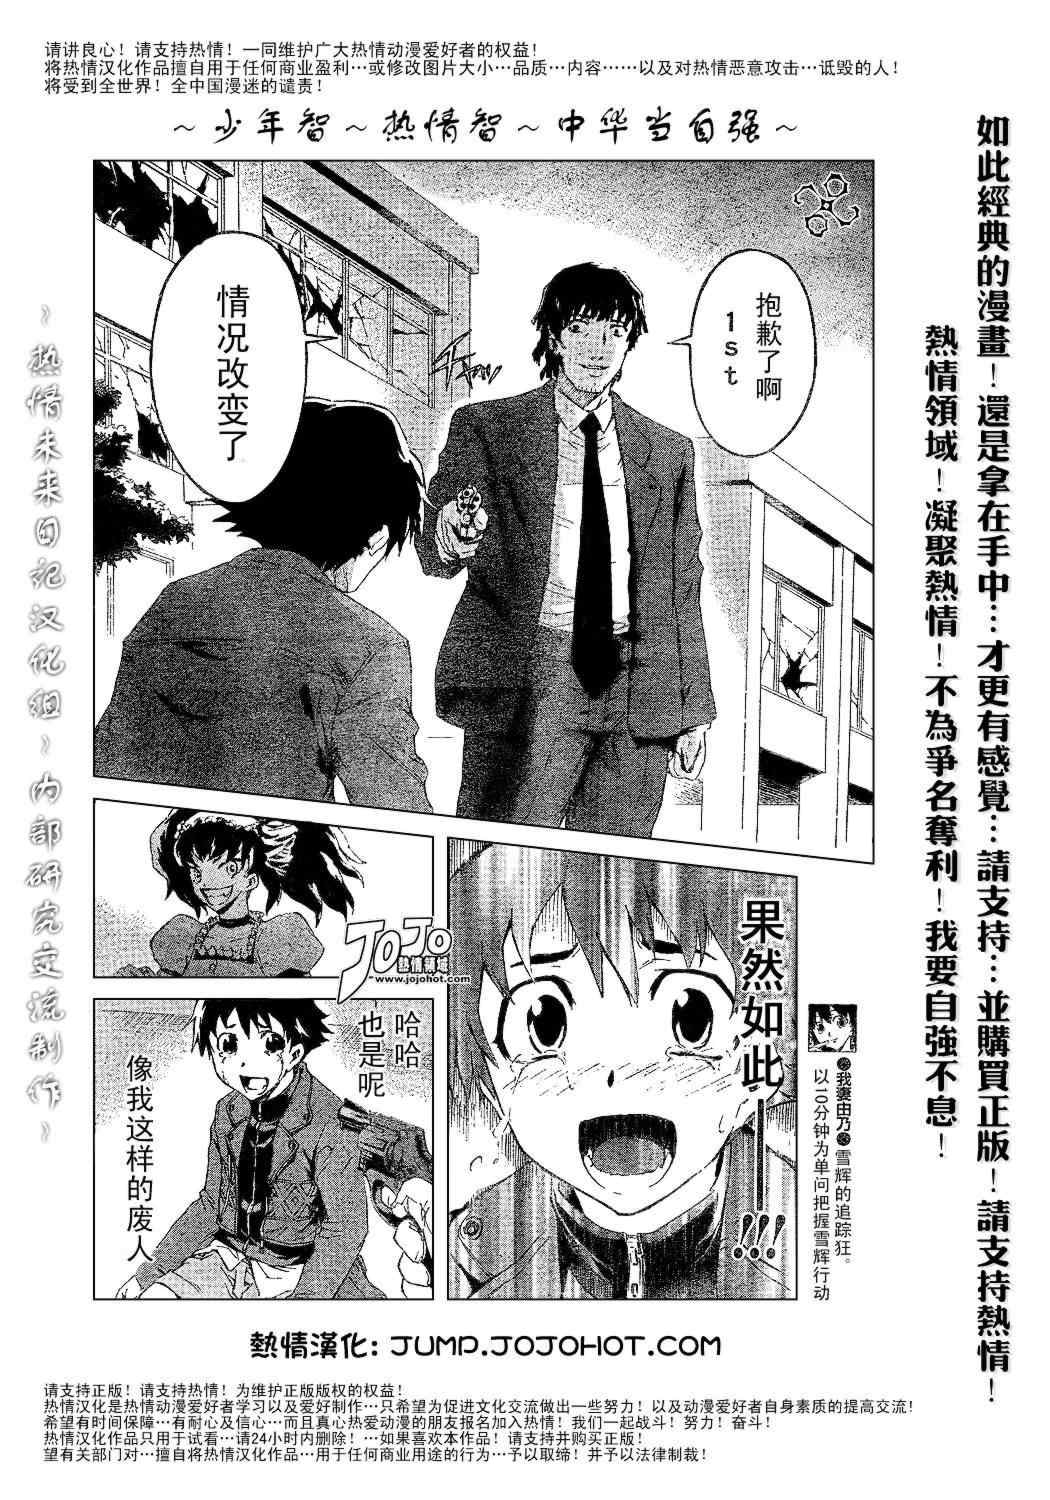 请讲良心！请支持热情！一同维护广大热情动漫爱好者的权益！
将热情汉化作品擅自用于任何商业盈利…或修改图片大小…品质…内容……以及对热情恶意攻击…诋毁的人！
将受到全世界！全中国漫迷的谴责！
～少年智～热情智～中华当自强～
如此經典的漫畫！還是拿在手中…才更有感覺…請支持…並購買正版！請支持熱情！
熱情領域！凝聚熱情！不為爭名奪利！我要自強不息！
抱歉了啊
1st
情况改变了
果然如此——!!!
我妻由乃
雪辉的追踪狂。
以10分钟为单问把握雪辉行动
JOJO
熱情領域
www.jojohot.com
哈哈
也是呢
像我这样的废人
～热情未来日记汉化组～内部研究交流制作～
熱情漢化: JUMP.JOJOHOT.COM
请支持正版！请支持热情！为维护正版版权的权益！
热情汉化是热情动漫爱好者学习以及爱好制作…只希望为促进文化交流做出一些努力！以及动漫爱好者自身素质的提高交流！
希望有时间保障…有耐心及信心…而且真心热爱动漫的朋友报名加入热情！我们一起战斗！努力！奋斗！
热情汉化作品只用于试看…请24小时内删除！…如果喜欢本作品！请支持并购买正版！
望有关部门对…擅自将热情汉化作品…用于任何商业用途的行为…予以取缔！并予以法律制裁！